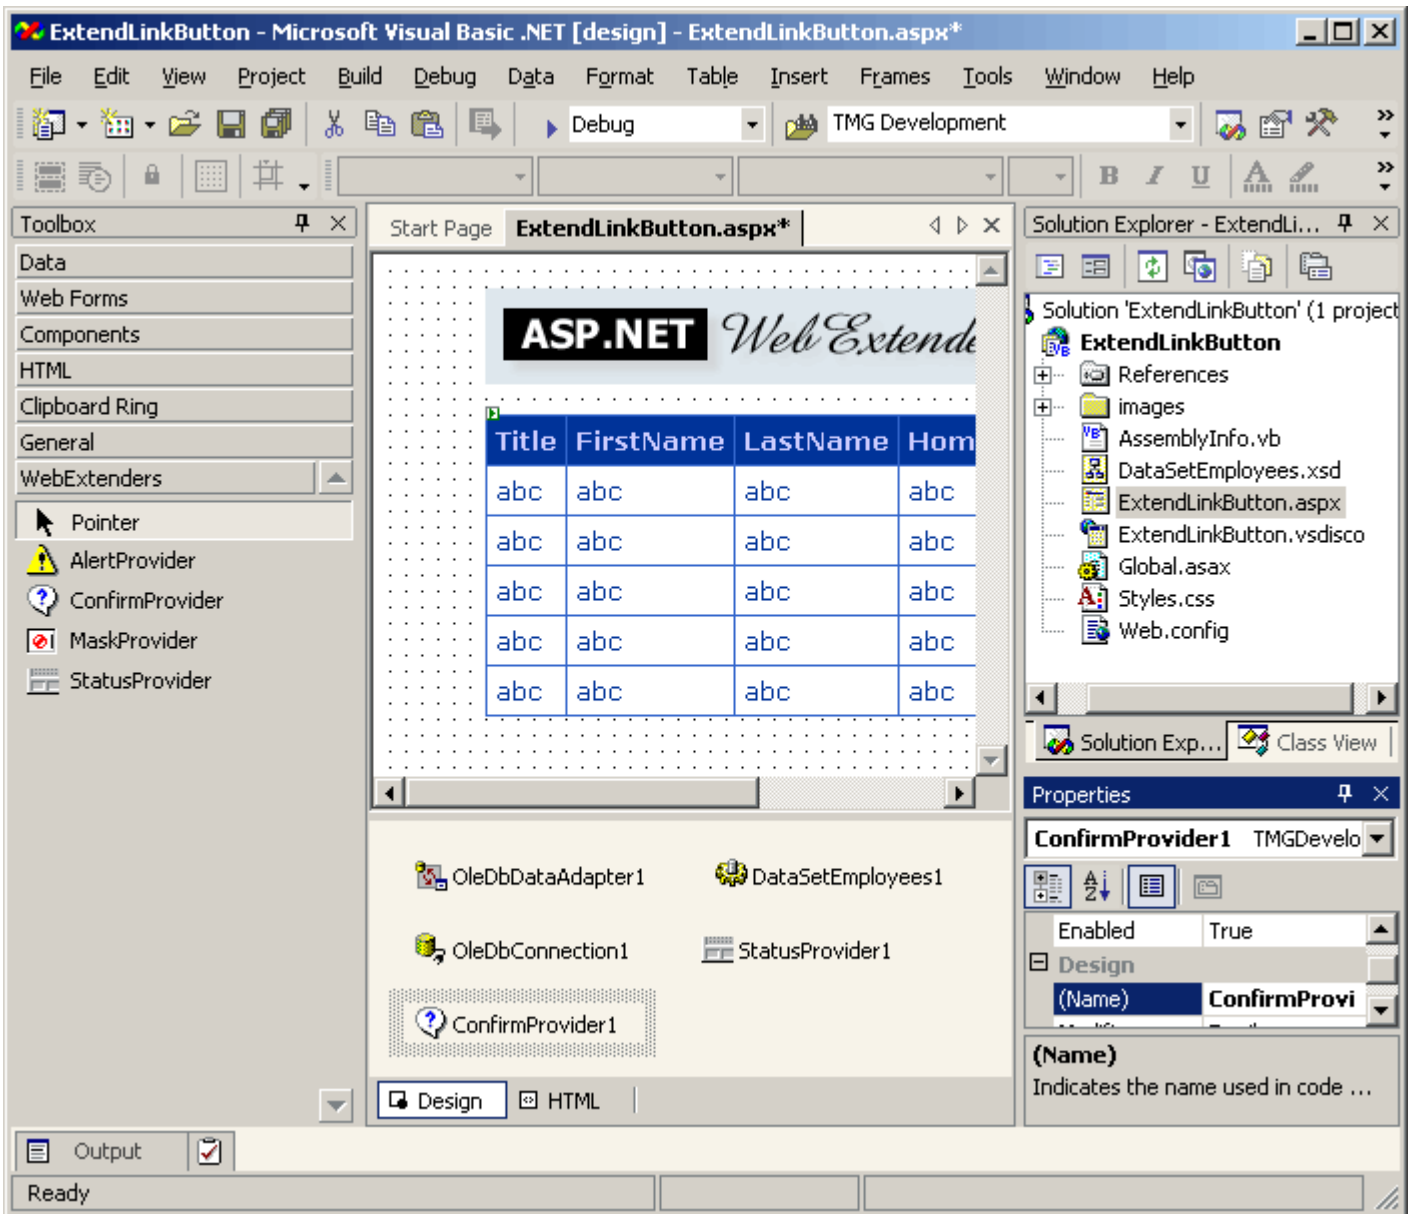 ExtendLinkButton - Microsoft Visual Basic .NET [design] - ExtendLinkButton.aspx*
File Edit View Project Build Debug Data Format Table Insert Frames Tools Window Help
Debug TMG Development
B I U A
Toolbox
Data
Web Forms
Components
HTML
Clipboard Ring
General
WebExtenders
Pointer
AlertProvider
ConfirmProvider
MaskProvider
StatusProvider
Start Page ExtendLinkButton.aspx*
ASP.NET WebExtende
Title FirstName LastName Hom
abc abc abc abc
abc abc abc abc
abc abc abc abc
abc abc abc abc
abc abc abc abc
OleDbDataAdapter1 DataSetEmployees1
OleDbConnection1 StatusProvider1
ConfirmProvider1
Design HTML
Solution Explorer - ExtendLi...
Solution 'ExtendLinkButton' (1 project
ExtendLinkButton
References
images
AssemblyInfo.vb
DataSetEmployees.xsd
ExtendLinkButton.aspx
ExtendLinkButton.vsdisco
Global.asax
Styles.css
Web.config
Solution Exp... Class View
Properties
ConfirmProvider1 TMGDevelo
Enabled True
Design
(Name) ConfirmProvi
(Name)
Indicates the name used in code ...
Output
Ready